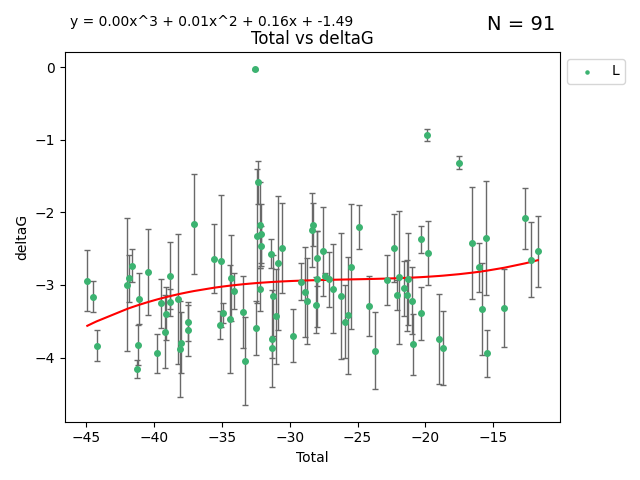 y = 0.00x^3 + 0.01x^2 + 0.16x + -1.49
N = 91
Total vs deltaG
L
0
−1
−2
−3
−4
deltaG
−45
−40
−35
−30
−25
−20
−15
Total